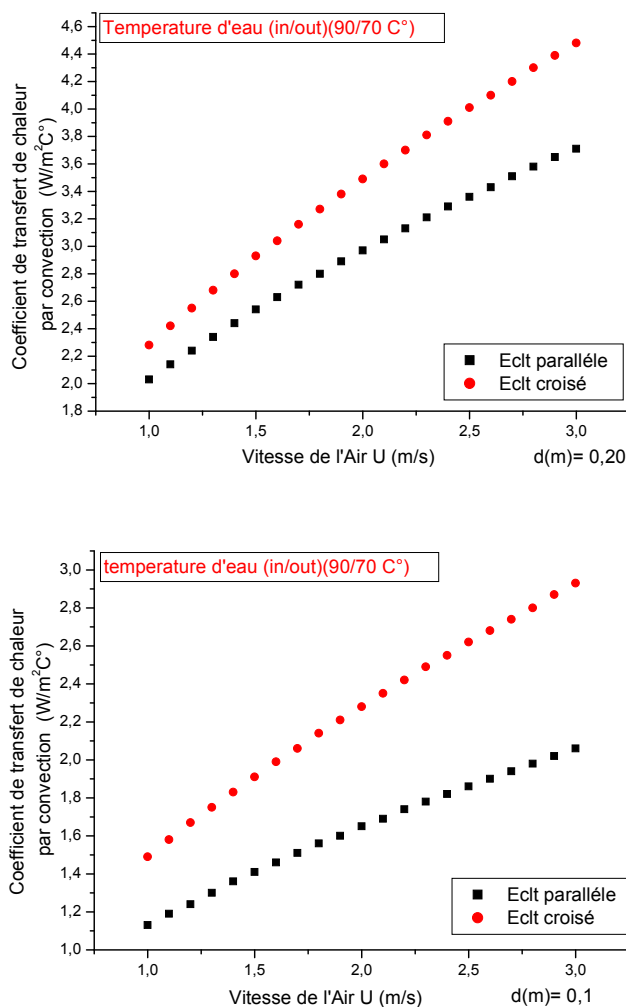 Temperature d'eau (in/out)(90/70 C°)
4,6
4,4
4,2
4,0
3,8
3,6
3,4
3,2
3,0
2,8
2,6
2,4
2,2
2,0
1,8
Coefficient de transfert de chaleur
par convection (W/m²C°)
Eclt paralléle
Eclt croisé
1,0 1,5 2,0 2,5 3,0
Vitesse de l'Air U (m/s) d(m)= 0,20
temperature d'eau (in/out)(90/70 C°)
3,0
2,8
2,6
2,4
2,2
2,0
1,8
1,6
1,4
1,2
1,0
Coefficient de transfert de chaleur
par convection (W/m²C°)
Eclt paralléle
Eclt croisé
1,0 1,5 2,0 2,5 3,0
Vitesse de l'Air U (m/s) d(m)= 0,1